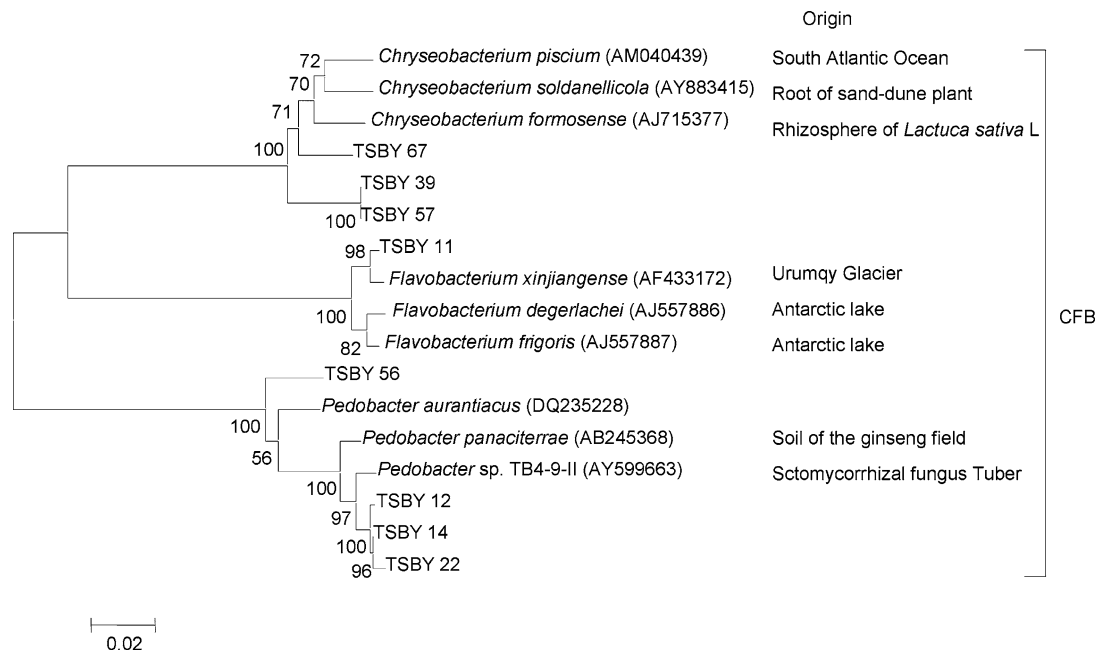 Origin
72
Chryseobacterium piscium (AM040439)
South Atlantic Ocean
70
Chryseobacterium soldanellicola (AY883415)
Root of sand-dune plant
71
Chryseobacterium formosense (AJ715377)
Rhizosphere of Lactuca sativa L
100
TSBY 67
TSBY 39
100
TSBY 57
98
TSBY 11
Flavobacterium xinjiangense (AF433172)
Urumqy Glacier
100
Flavobacterium degerlachei (AJ557886)
Antarctic lake
CFB
82
Flavobacterium frigoris (AJ557887)
Antarctic lake
TSBY 56
Pedobacter aurantiacus (DQ235228)
100
Pedobacter panaciterrae (AB245368)
Soil of the ginseng field
56
Pedobacter sp. TB4-9-II (AY599663)
Sctomycorrhizal fungus Tuber
100
TSBY 12
97
TSBY 14
100
TSBY 22
96
0.02